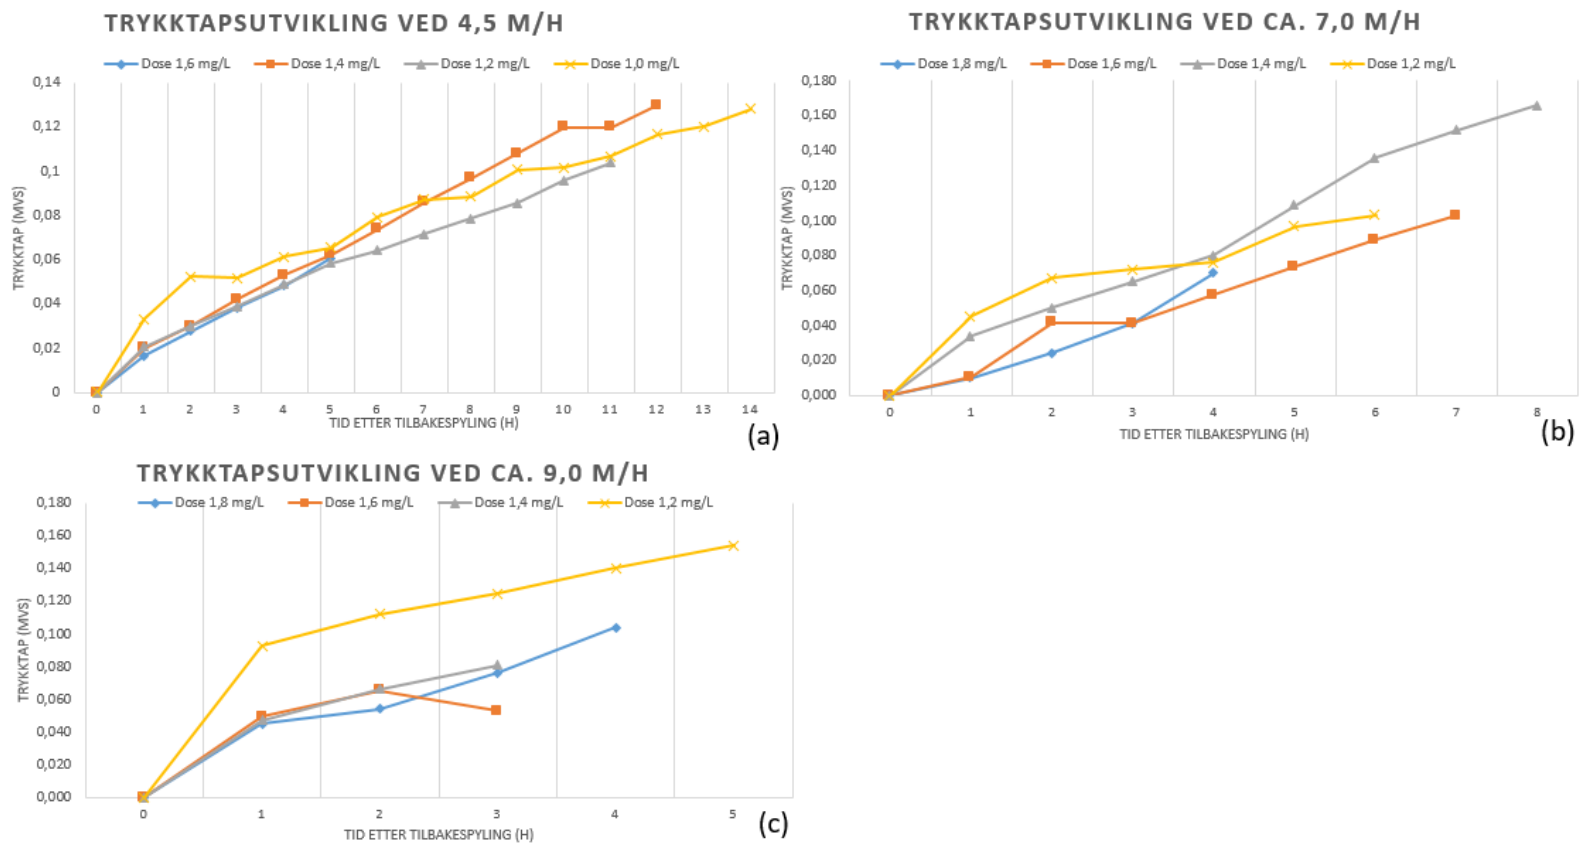 TRYKKTAPSUTVIKLING VED 4,5 M/H
Dose 1,6 mg/L Dose 1,4 mg/L Dose 1,2 mg/L Dose 1,0 mg/L
TRYKKTAP (MVS)
0,14
0,12
0,1
0,08
0,06
0,04
0,02
0
0 1 2 3 4 5 6 7 8 9 10 11 12 13 14
TID ETTER TILBAKESPYLING (H)
(a)
TRYKKTAPSUTVIKLING VED CA. 7,0 M/H
Dose 1,8 mg/L Dose 1,6 mg/L Dose 1,4 mg/L Dose 1,2 mg/L
TRYKKTAP (MVS)
0,180
0,160
0,140
0,120
0,100
0,080
0,060
0,040
0,020
0,000
0 1 2 3 4 5 6 7 8
TID ETTER TILBAKESPYLING (H)
(b)
TRYKKTAPSUTVIKLING VED CA. 9,0 M/H
Dose 1,8 mg/L Dose 1,6 mg/L Dose 1,4 mg/L Dose 1,2 mg/L
TRYKKTAP (MVS)
0,180
0,160
0,140
0,120
0,100
0,080
0,060
0,040
0,020
0,000
0 1 2 3 4 5
TID ETTER TILBAKESPYLING (H)
(c)